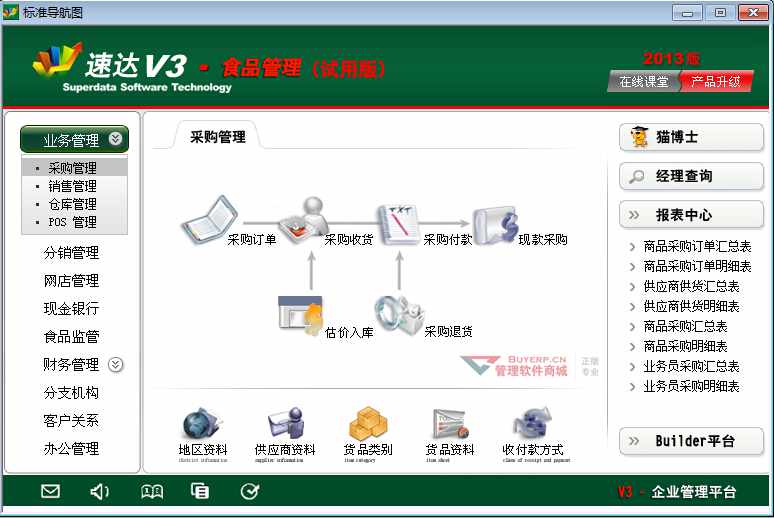 标准导航图
速达V3 - 食品管理（试用版）
Superdata Software Technology
2013版
在线课堂 产品升级
业务管理
· 采购管理
· 销售管理
· 仓库管理
· POS 管理
分销管理
网店管理
现金银行
食品监管
财务管理
分支机构
客户关系
办公管理
采购管理
采购订单 采购收货 采购付款 现款采购
TXT
估价入库 采购退货
BUYERP.CN
管理软件商城
正版
专业
地区资料 供应商资料 货品类别 货品资料 收付款方式
district information supplier information item category item sheet class of receipt and payment
猫博士
经理查询
报表中心
商品采购订单汇总表
商品采购订单明细表
供应商供货汇总表
供应商供货明细表
商品采购汇总表
商品采购明细表
业务员采购汇总表
业务员采购明细表
Builder平台
V3 - 企业管理平台